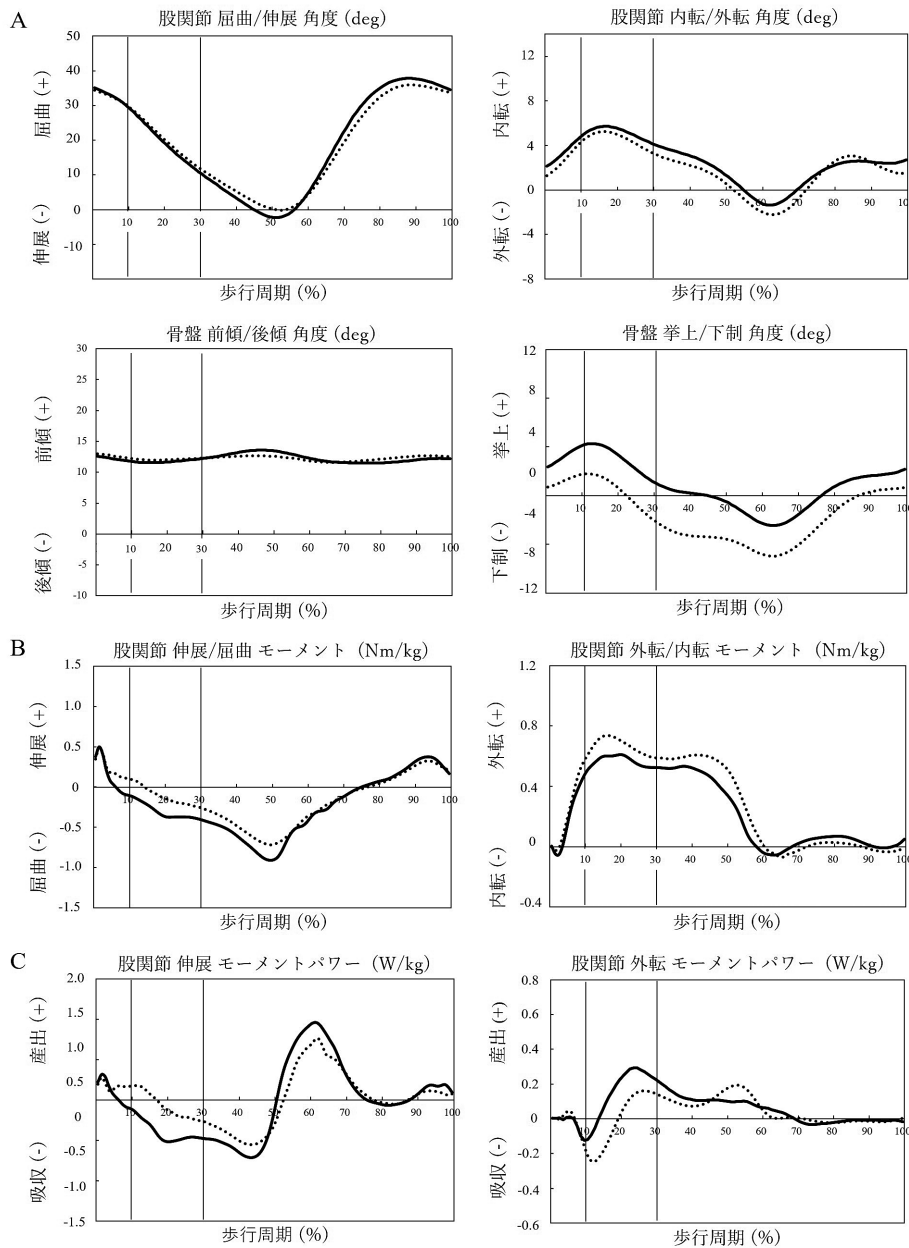 A
股関節 屈曲/伸展 角度 (deg)
屈曲 (+)
伸展 (-)
50
40
30
20
10
0
-10
10 20 30 40 50 60 70 80 90 100
歩行周期 (%)
股関節 内転/外転 角度 (deg)
内転 (+)
外転 (-)
12
8
4
0
-4
-8
10 20 30 40 50 60 70 80 90 100
歩行周期 (%)
骨盤 前傾/後傾 角度 (deg)
前傾 (+)
後傾 (-)
30
25
20
15
10
5
0
-5
-10
10 20 30 40 50 60 70 80 90 100
歩行周期 (%)
骨盤 挙上/下制 角度 (deg)
挙上 (+)
下制 (-)
12
8
4
0
-4
-8
-12
10 20 30 40 50 60 70 80 90 100
歩行周期 (%)
B
股関節 伸展/屈曲 モーメント (Nm/kg)
伸展 (+)
屈曲 (-)
1.5
1.0
0.5
0
-0.5
-1.0
-1.5
10 20 30 40 50 60 70 80 90 100
歩行周期 (%)
股関節 外転/内転 モーメント (Nm/kg)
外転 (+)
内転 (-)
1.2
0.8
0.4
0
-0.4
10 20 30 40 50 60 70 80 90 100
歩行周期 (%)
C
股関節 伸展 モーメントパワー (W/kg)
産出 (+)
吸収 (-)
2.0
1.0
0.5
0
-0.5
-1.0
-1.5
10 20 30 40 50 60 70 80 90 100
歩行周期 (%)
股関節 外転 モーメントパワー (W/kg)
産出 (+)
吸収 (-)
0.8
0.4
0.2
0
-0.2
-0.4
-0.6
10 20 30 40 50 60 70 80 90 100
歩行周期 (%)